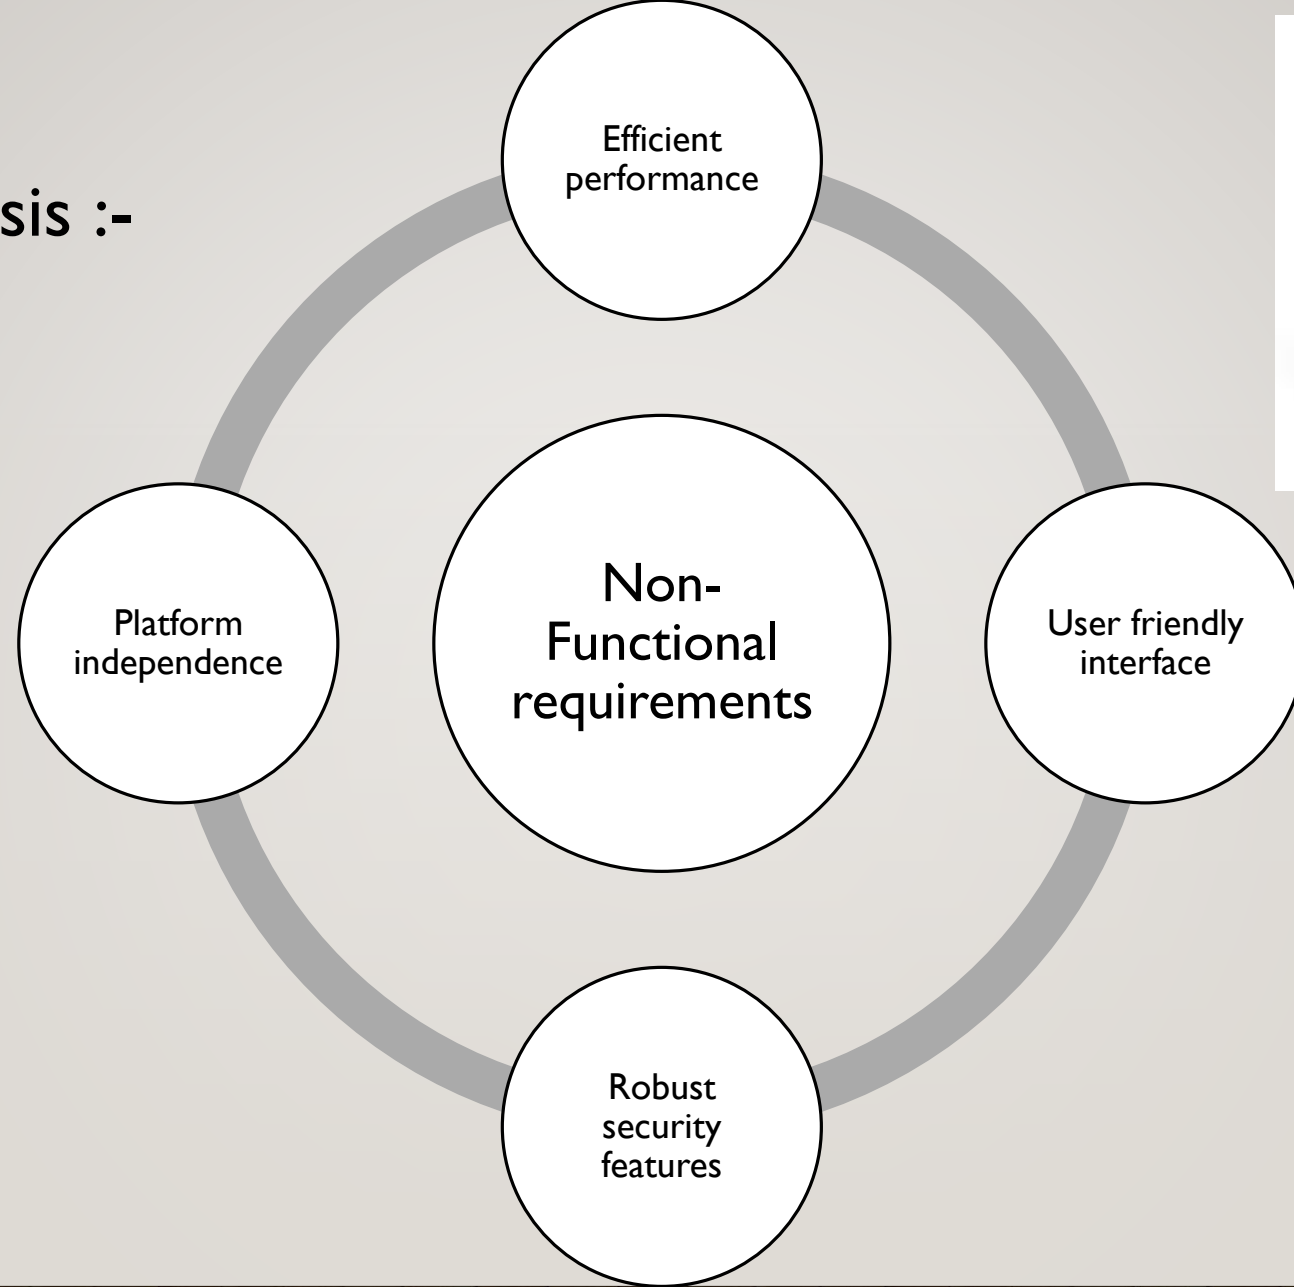 Efficient
performance
sis :-
Platform
independence
Non-
Functional
requirements
User friendly
interface
Robust
security
features